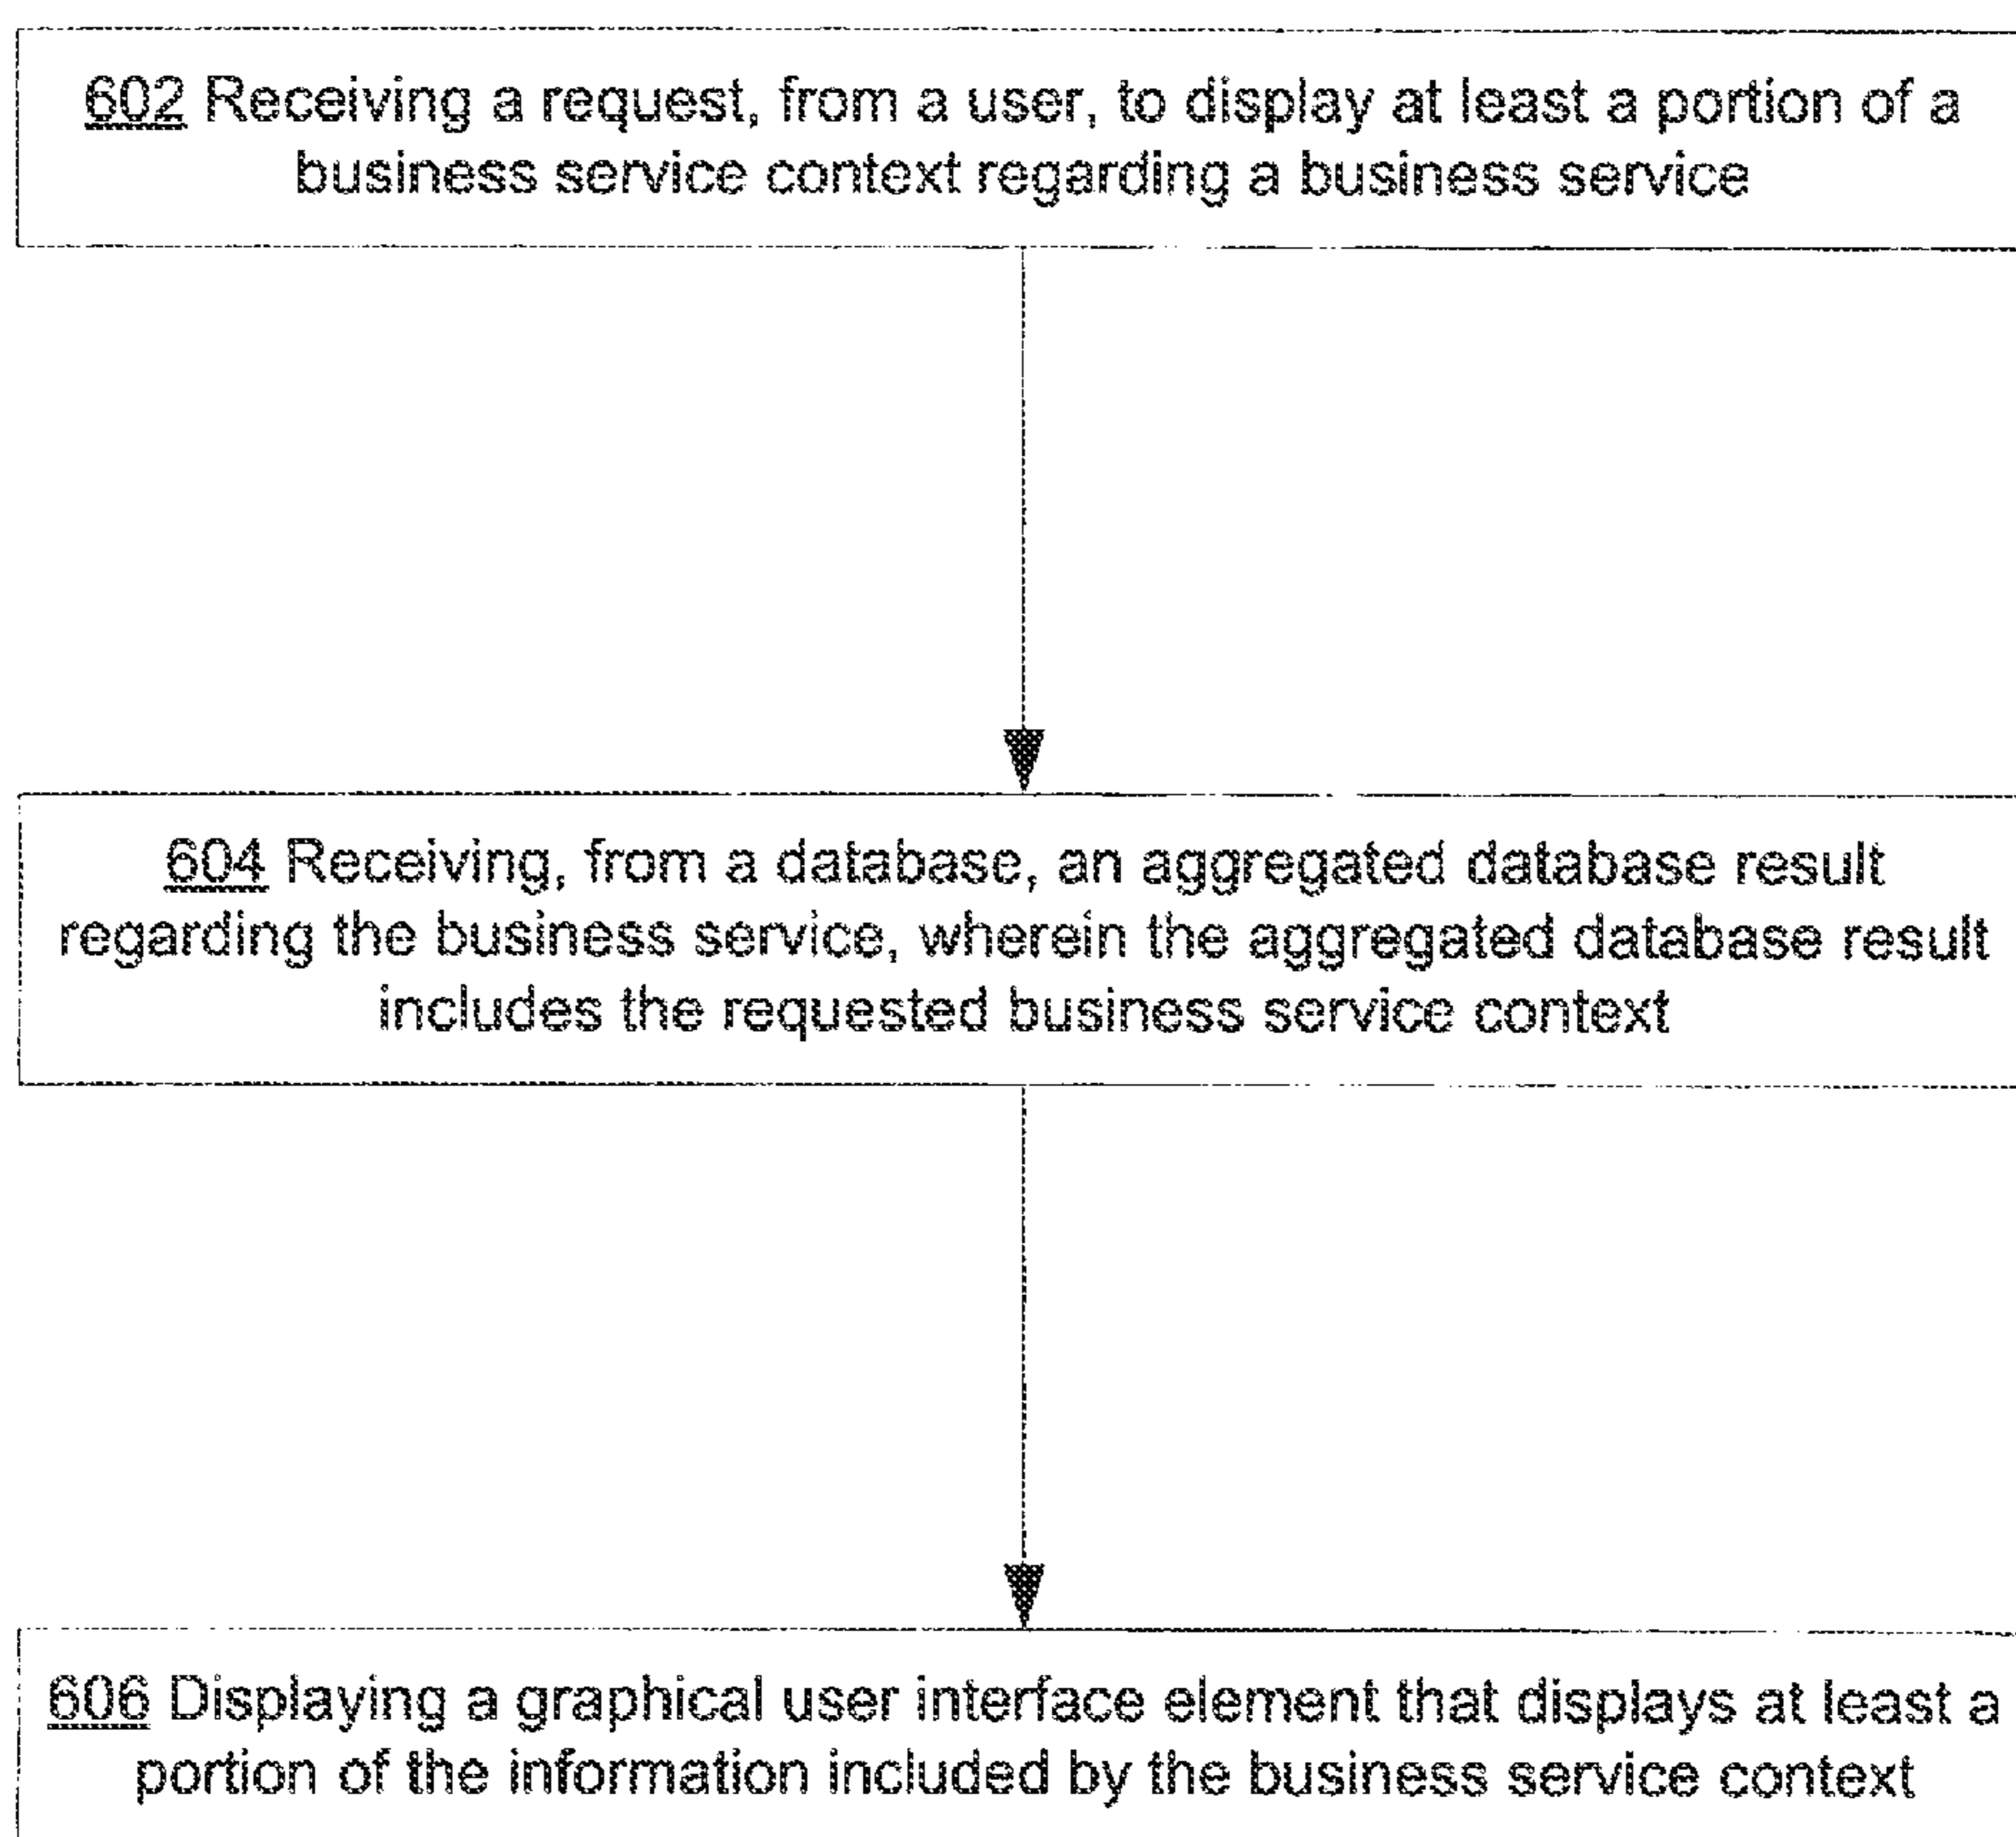 602 Receiving a request, from a user, to display at least a portion of a
business service context regarding a business service
604 Receiving, from a database, an aggregated database result
regarding the business service, wherein the aggregated database result
includes the requested business service context
606 Displaying a graphical user interface element that displays at least a
portion of the information included by the business service context